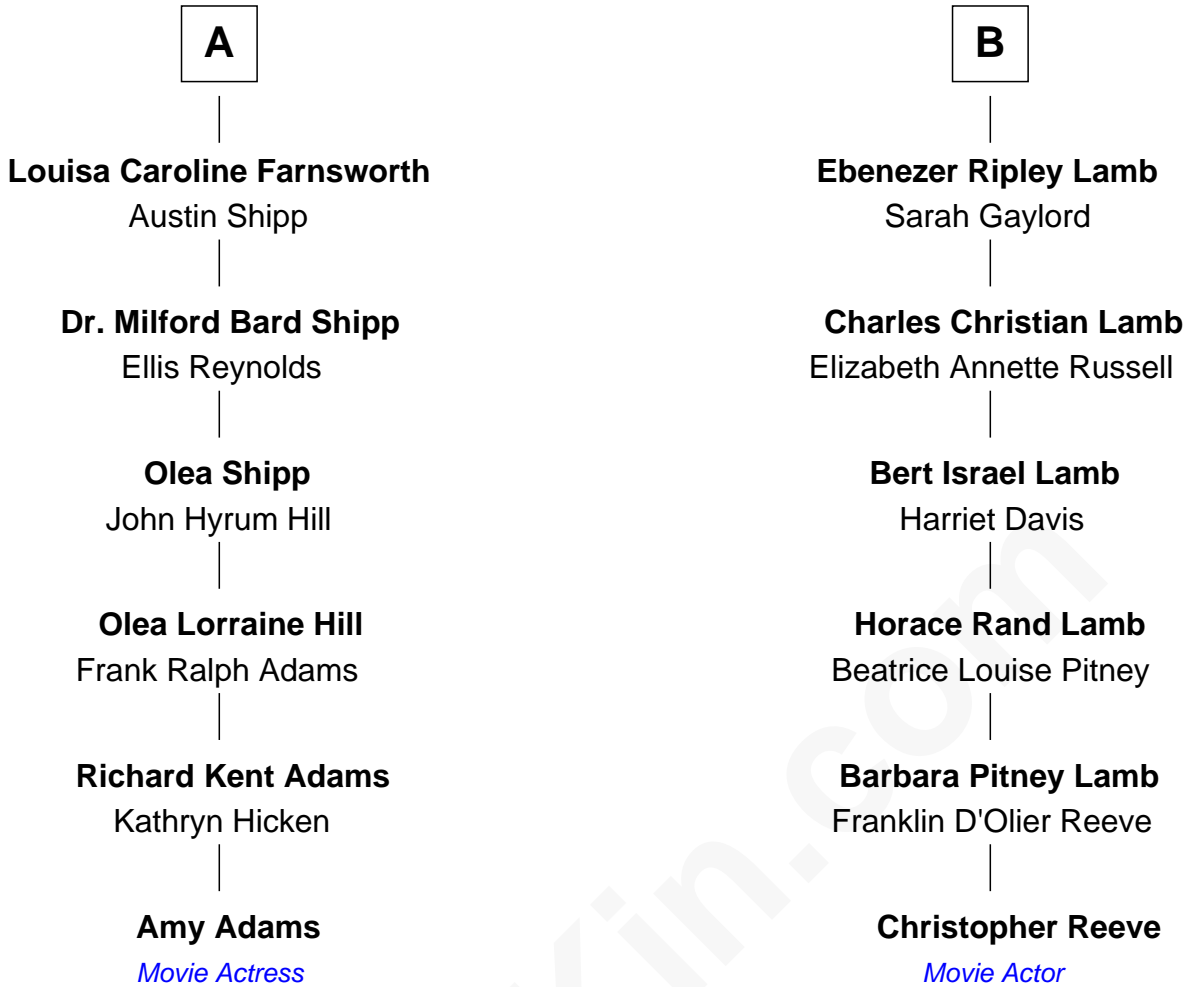 A
Louisa Caroline Farnsworth
Austin Shipp
Dr. Milford Bard Shipp
Ellis Reynolds
Olea Shipp
John Hyrum Hill
Olea Lorraine Hill
Frank Ralph Adams
Richard Kent Adams
Kathryn Hicken
Amy Adams
Movie Actress
B
Ebenezer Ripley Lamb
Sarah Gaylord
Charles Christian Lamb
Elizabeth Annette Russell
Bert Israel Lamb
Harriet Davis
Horace Rand Lamb
Beatrice Louise Pitney
Barbara Pitney Lamb
Franklin D'Olier Reeve
Christopher Reeve
Movie Actor
Kin.com